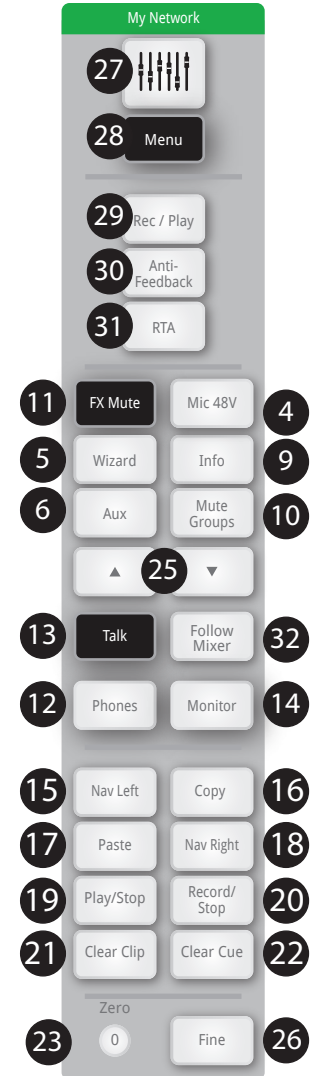 My Network
27
28 Menu
29 Rec / Play
30 Anti-
Feedback
31 RTA
11 FX Mute Mic 48V 4
5 Wizard Info 9
6 Aux Mute
Groups 10
▲ 25 ▼
13 Talk Follow
Mixer 32
12 Phones Monitor 14
15 Nav Left Copy 16
17 Paste Nav Right 18
19 Play/Stop Record/
Stop 20
21 Clear Clip Clear Cue 22
Zero
23 0 Fine 26